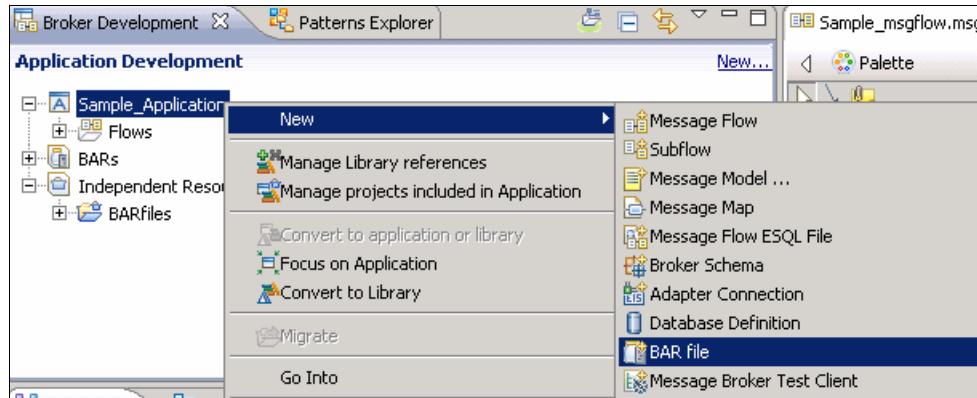 Broker Development Patterns Explorer Sample_msgflow.msg
Application Development New... Palette
Sample_Application
Flows
BARs
Independent Resou
BARfiles
New
Manage Library references
Manage projects included in Application
Convert to application or library
Focus on Application
Convert to Library
Migrate
Go Into
Message Flow
Subflow
Message Model ...
Message Map
Message Flow ESQL File
Broker Schema
Adapter Connection
Database Definition
BAR file
Message Broker Test Client